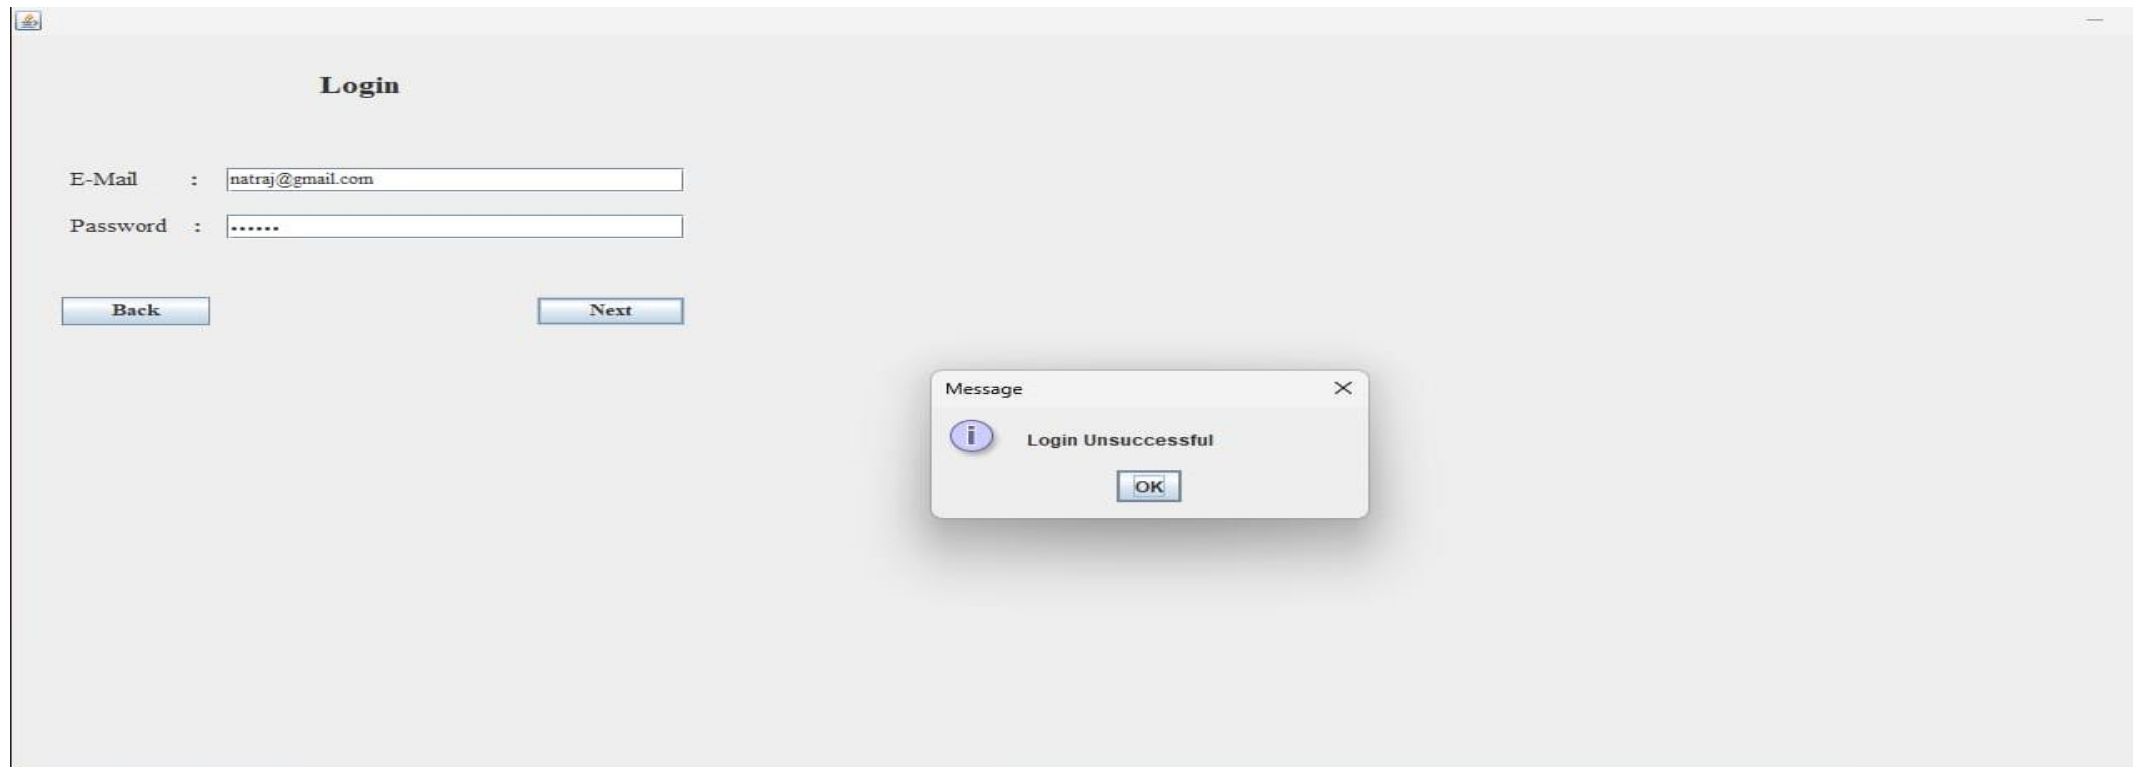 Login
E-Mail : natraj@gmail.com
Password : ••••••
Back Next
Message
i Login Unsuccessful
OK